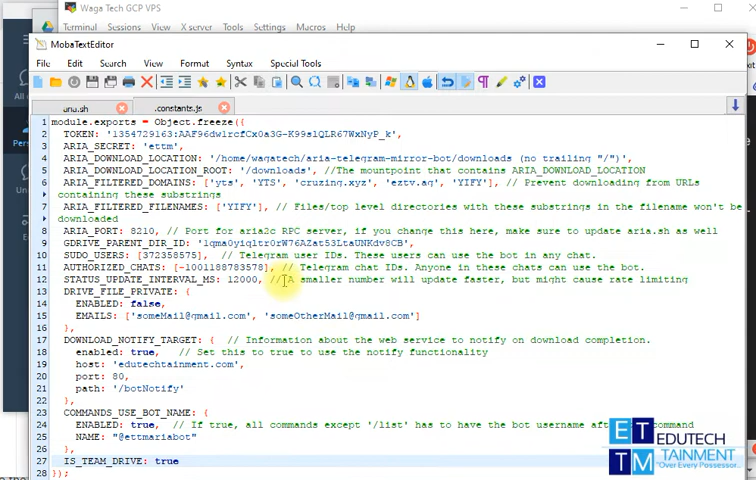 Waga Tech GCP VPS
Terminal Sessions View X server Tools Settings Macros Help
MobaTextEditor
File Edit Search View Format Syntax Special Tools
aria.sh .constants.js
1 module.exports = Object.freeze({
2 TOKEN: '1354729163:AAF96dwlrcfCx0a3G-K99slQLR67WxNyP_k',
3 ARIA_SECRET: 'ettm',
4 ARIA_DOWNLOAD_LOCATION: '/home/wagatech/aria-telegram-mirror-bot/downloads (no trailing "/")',
5 ARIA_DOWNLOAD_LOCATION_ROOT: '/downloads', //The mountpoint that contains ARIA_DOWNLOAD_LOCATION
6 ARIA_FILTERED_DOMAINS: ['yts', 'YTS', 'cruzing.xyz', 'eztv.ag', 'YIFY'], // Prevent downloading from URLs
containing these substrings
7 ARIA_FILTERED_FILENAMES: ['YIFY'], // Files/top level directories with these substrings in the filename won't be
downloaded
8 ARIA_PORT: 8210, // Port for aria2c RPC server, if you change this here, make sure to update aria.sh as well
9 GDRIVE_PARENT_DIR_ID: '1qma0yiqltr0rW76AZat53LtaUNKdv8CB',
10 SUDO_USERS: [372358575], // Telegram user IDs. These users can use the bot in any chat.
11 AUTHORIZED_CHATS: [-1001188783578], // Telegram chat IDs. Anyone in these chats can use the bot.
12 STATUS_UPDATE_INTERVAL_MS: 12000, // A smaller number will update faster, but might cause rate limiting
13 DRIVE_FILE_PRIVATE: {
14 ENABLED: false,
15 EMAILS: ['someMail@gmail.com', 'someOtherMail@gmail.com']
16 },
17 DOWNLOAD_NOTIFY_TARGET: { // Information about the web service to notify on download completion.
18 enabled: true, // Set this to true to use the notify functionality
19 host: 'edutechtainment.com',
20 port: 80,
21 path: '/botNotify'
22 },
23 COMMANDS_USE_BOT_NAME: {
24 ENABLED: true, // If true, all commands except '/list' has to have the bot username after command
25 NAME: "@ettmariabot"
26 },
27 IS_TEAM_DRIVE: true
28 });
ET EDUTECH
TM TAINMENT
"Over Every Possessor.